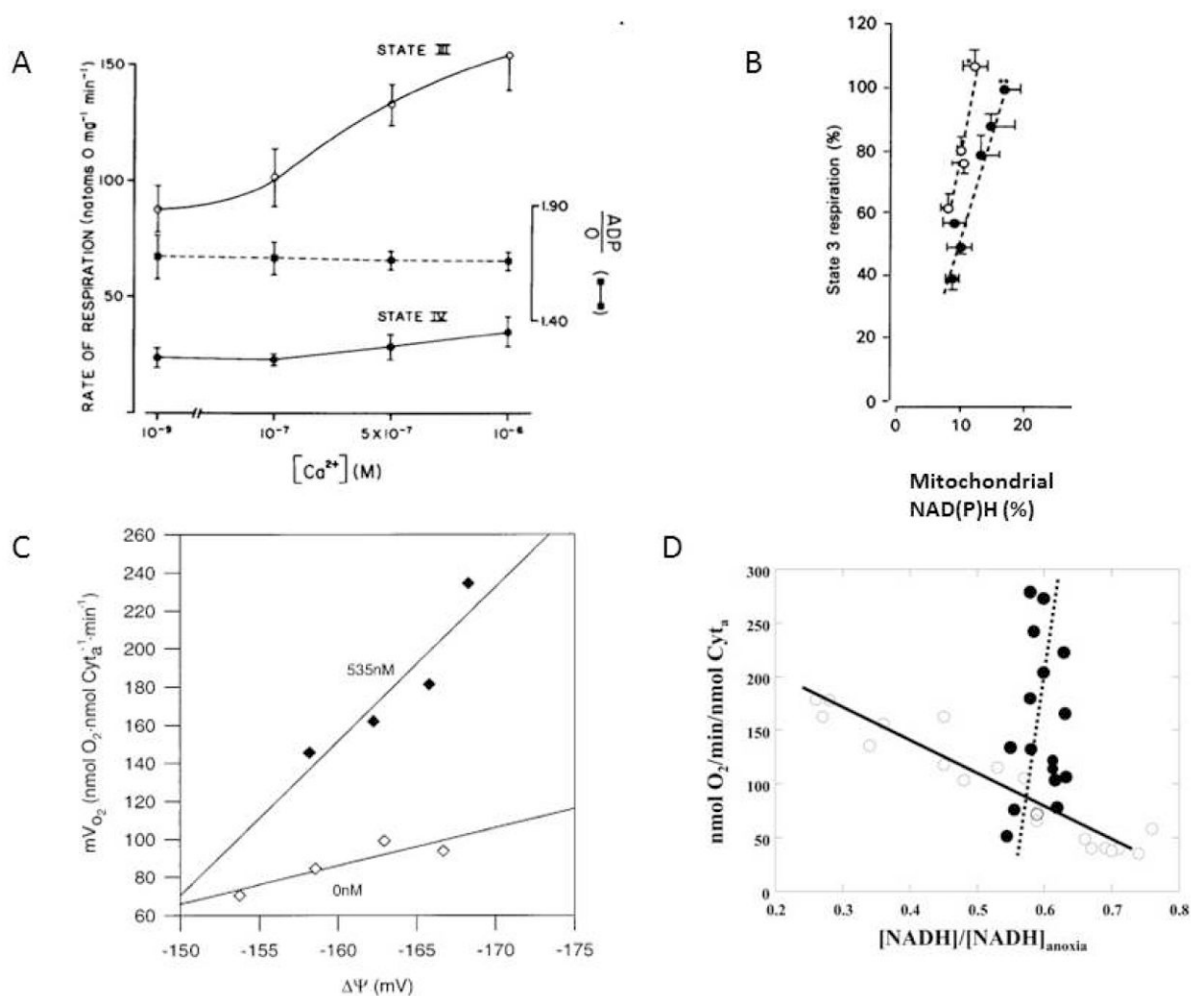 A
STATE III
150
100
50
RATE OF RESPIRATION (natoms O mg⁻¹ min⁻¹)
1.90
1.40
ADP
O
(■—■)
STATE IV
10⁻⁹
10⁻⁷
5X10⁻⁷
10⁻⁶
[Ca²⁺] (M)
B
120
100
80
60
40
20
0
State 3 respiration (%)
*
**
0
10
20
Mitochondrial
NAD(P)H (%)
C
260
240
220
200
180
160
140
120
100
80
60
mV̇O₂ (nmol O₂·nmol Cytₐ⁻¹·min⁻¹)
535nM
0nM
-150
-155
-160
-165
-170
-175
ΔΨ (mV)
D
300
250
200
150
100
50
0
nmol O₂/min/nmol Cytₐ
0.2
0.3
0.4
0.5
0.6
0.7
0.8
[NADH]/[NADH]anoxia